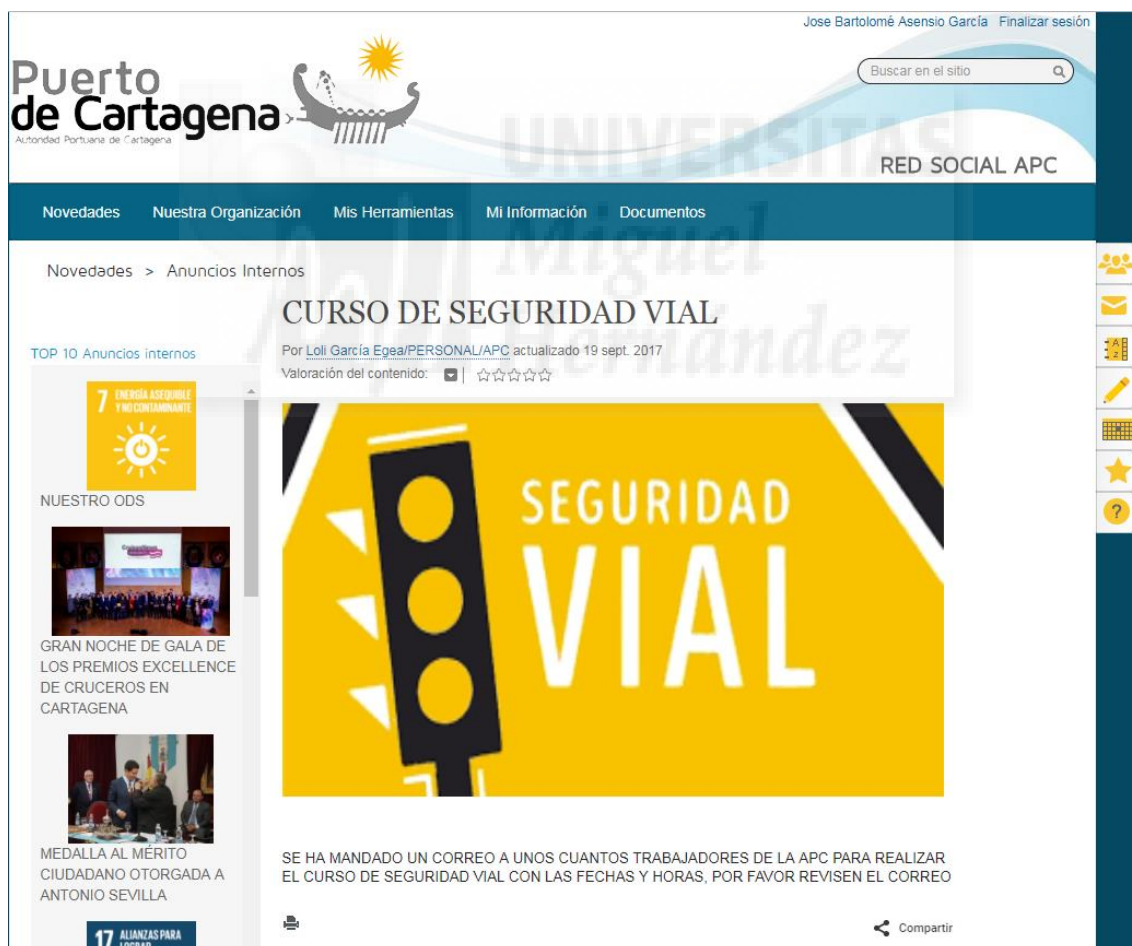 Jose Bartolomé Asensio García Finalizar sesión
Puerto
de Cartagena
Autoridad Portuaria de Cartagena
Buscar en el sitio
UNIVERSITAS
Miguel
Hernández
RED SOCIAL APC
Novedades Nuestra Organización Mis Herramientas Mi Información Documentos
Novedades > Anuncios Internos
CURSO DE SEGURIDAD VIAL
Por Loli García Egea/PERSONAL/APC actualizado 19 sept. 2017
Valoración del contenido:
TOP 10 Anuncios internos
7 ENERGÍA ASEQUIBLE
Y NO CONTAMINANTE
NUESTRO ODS
GRAN NOCHE DE GALA DE
LOS PREMIOS EXCELLENCE
DE CRUCEROS EN
CARTAGENA
MEDALLA AL MÉRITO
CIUDADANO OTORGADA A
ANTONIO SEVILLA
17 ALIANZAS PARA
LOGRAR
SEGURIDAD
VIAL
SE HA MANDADO UN CORREO A UNOS CUANTOS TRABAJADORES DE LA APC PARA REALIZAR
EL CURSO DE SEGURIDAD VIAL CON LAS FECHAS Y HORAS, POR FAVOR REVISEN EL CORREO
Compartir
A
Z
?